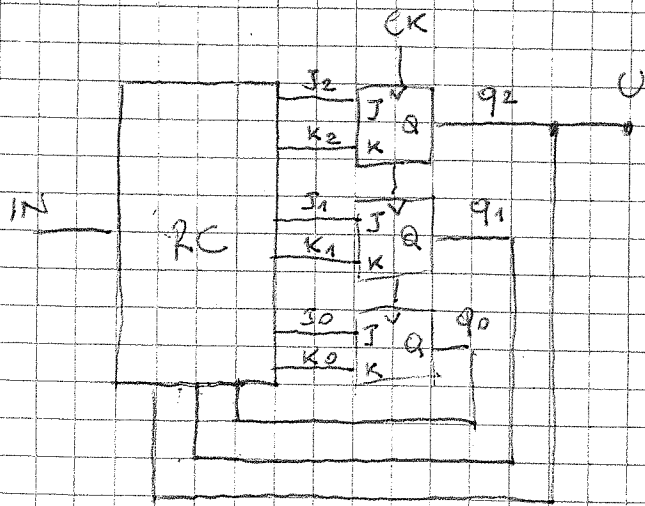 CK
J2 J Q q2 U
K2 K
IN
RC
J1 J Q q1
K1 K
J0 J Q q0
K0 K